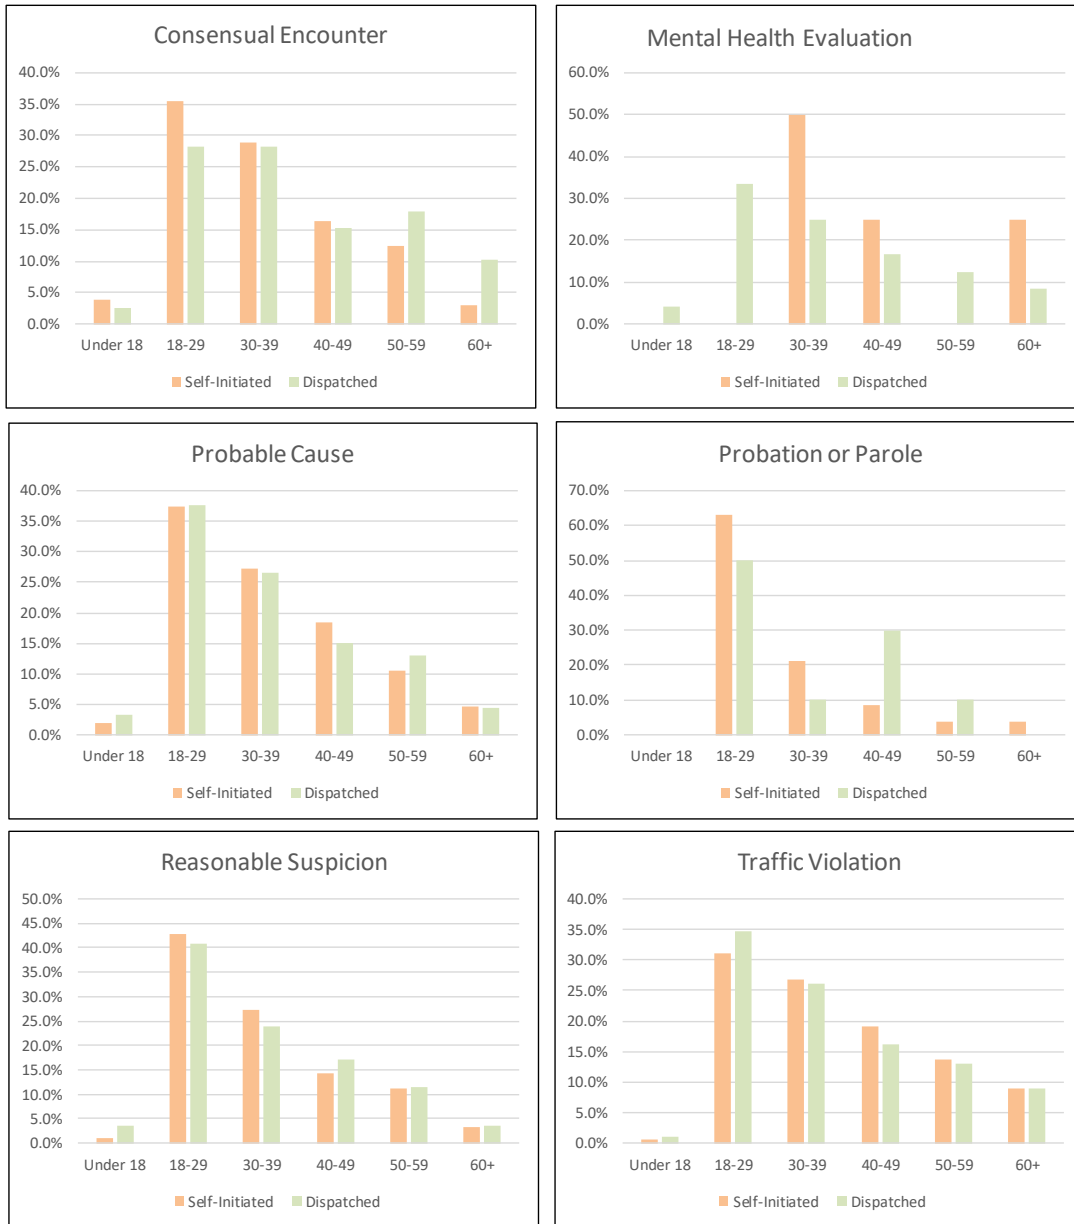 Consensual Encounter
40.0%
35.0%
30.0%
25.0%
20.0%
15.0%
10.0%
5.0%
0.0%
Under 18 18-29 30-39 40-49 50-59 60+
Self-Initiated Dispatched
Mental Health Evaluation
60.0%
50.0%
40.0%
30.0%
20.0%
10.0%
0.0%
Under 18 18-29 30-39 40-49 50-59 60+
Self-Initiated Dispatched
Probable Cause
40.0%
35.0%
30.0%
25.0%
20.0%
15.0%
10.0%
5.0%
0.0%
Under 18 18-29 30-39 40-49 50-59 60+
Self-Initiated Dispatched
Probation or Parole
70.0%
60.0%
50.0%
40.0%
30.0%
20.0%
10.0%
0.0%
Under 18 18-29 30-39 40-49 50-59 60+
Self-Initiated Dispatched
Reasonable Suspicion
50.0%
45.0%
40.0%
35.0%
30.0%
25.0%
20.0%
15.0%
10.0%
5.0%
0.0%
Under 18 18-29 30-39 40-49 50-59 60+
Self-Initiated Dispatched
Traffic Violation
40.0%
35.0%
30.0%
25.0%
20.0%
15.0%
10.0%
5.0%
0.0%
Under 18 18-29 30-39 40-49 50-59 60+
Self-Initiated Dispatched